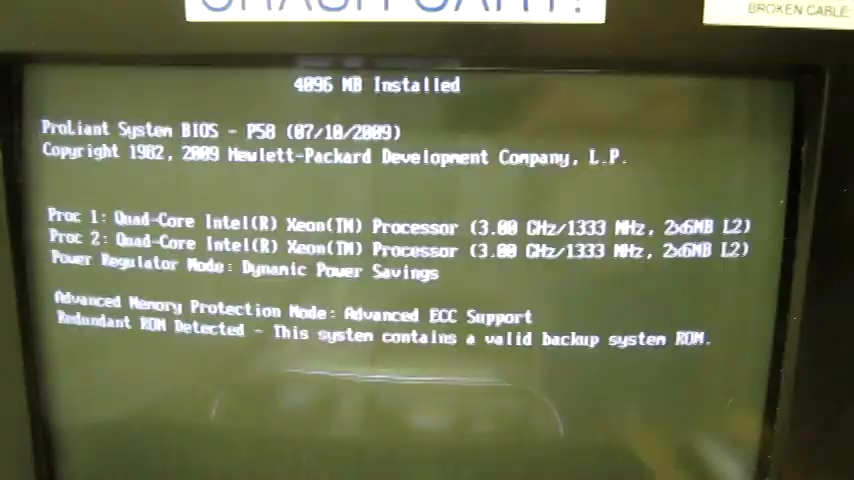 CRASH CART!
BROKEN CABLE
4096 MB Installed
ProLiant System BIOS - P58 (07/10/2009)
Copyright 1982, 2009 Hewlett-Packard Development Company, L.P.
Proc 1: Quad-Core Intel(R) Xeon(TM) Processor (3.00 GHz/1333 MHz, 2x6MB L2)
Proc 2: Quad-Core Intel(R) Xeon(TM) Processor (3.00 GHz/1333 MHz, 2x6MB L2)
Power Regulator Mode: Dynamic Power Savings
Advanced Memory Protection Mode: Advanced ECC Support
Redundant ROM Detected - This system contains a valid backup system ROM.